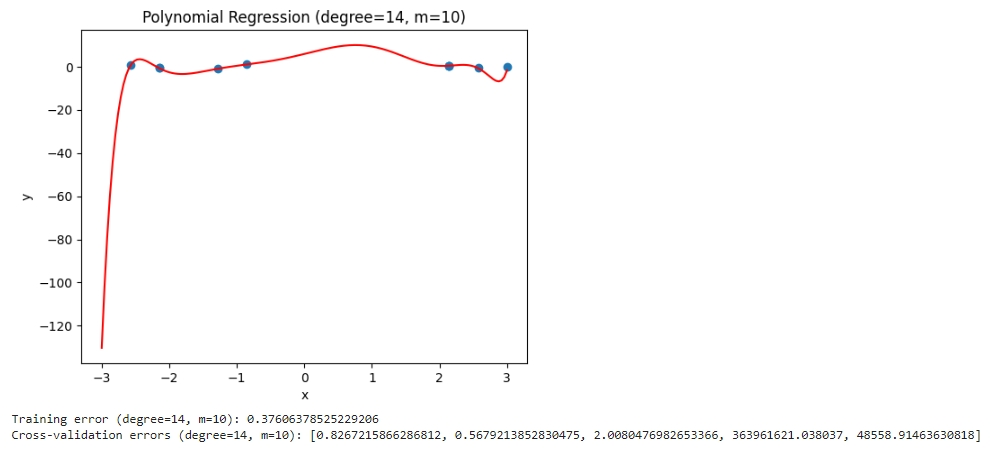 Polynomial Regression (degree=14, m=10)
0
−20
−40
−60
−80
−100
−120
y
−3
−2
−1
0
1
2
3
x
Training error (degree=14, m=10): 0.37606378525229206
Cross-validation errors (degree=14, m=10): [0.8267215866286812, 0.5679213852830475, 2.0080476982653366, 363961621.038037, 48558.91463630818]